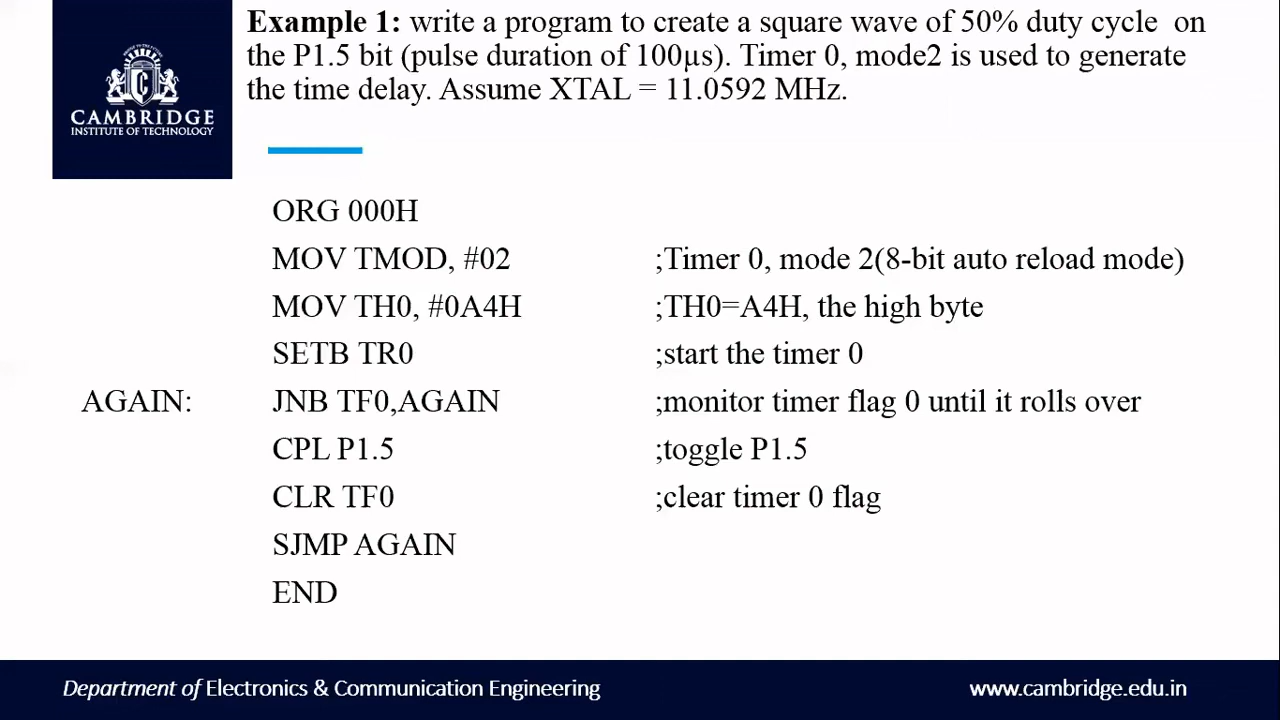 Example 1: write a program to create a square wave of 50% duty cycle on
the P1.5 bit (pulse duration of 100µs). Timer 0, mode2 is used to generate
the time delay. Assume XTAL = 11.0592 MHz.
CAMBRIDGE
INSTITUTE OF TECHNOLOGY
ORG 000H
MOV TMOD, #02 ;Timer 0, mode 2(8-bit auto reload mode)
MOV TH0, #0A4H ;TH0=A4H, the high byte
SETB TR0 ;start the timer 0
AGAIN: JNB TF0,AGAIN ;monitor timer flag 0 until it rolls over
CPL P1.5 ;toggle P1.5
CLR TF0 ;clear timer 0 flag
SJMP AGAIN
END
Department of Electronics & Communication Engineering www.cambridge.edu.in